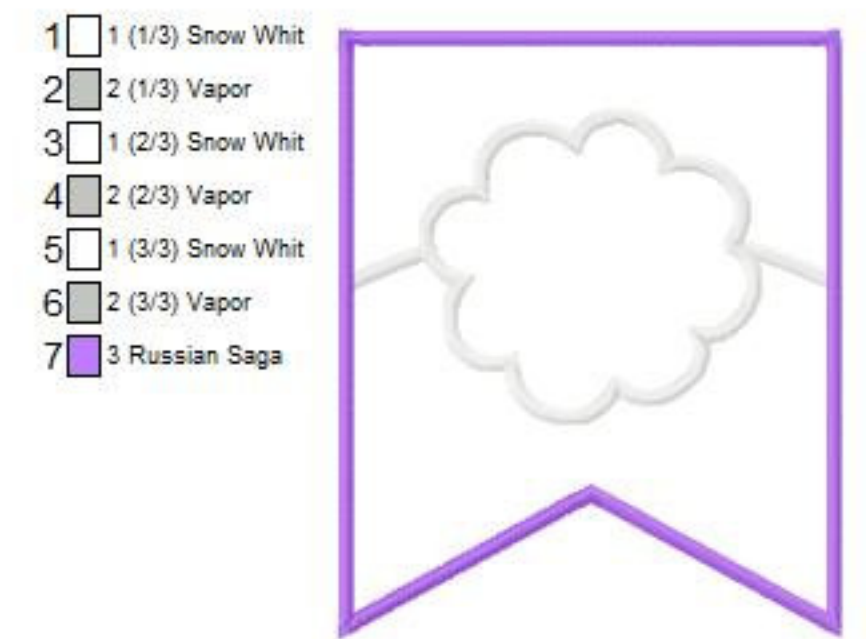 1 1 (1/3) Snow Whit
2 2 (1/3) Vapor
3 1 (2/3) Snow Whit
4 2 (2/3) Vapor
5 1 (3/3) Snow Whit
6 2 (3/3) Vapor
7 3 Russian Saga